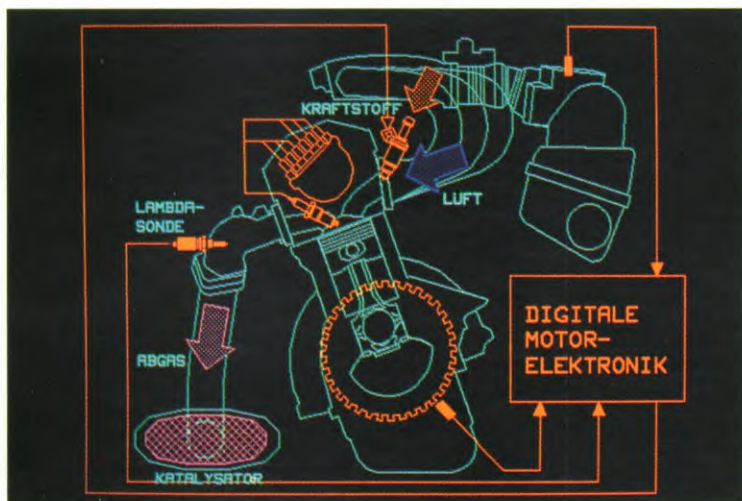 KRAFTSTOFF
LUFT
LAMBDA-
SONDE
DIGITALE
MOTOR-
ELEKTRONIK
ABGAS
KATALYSATOR